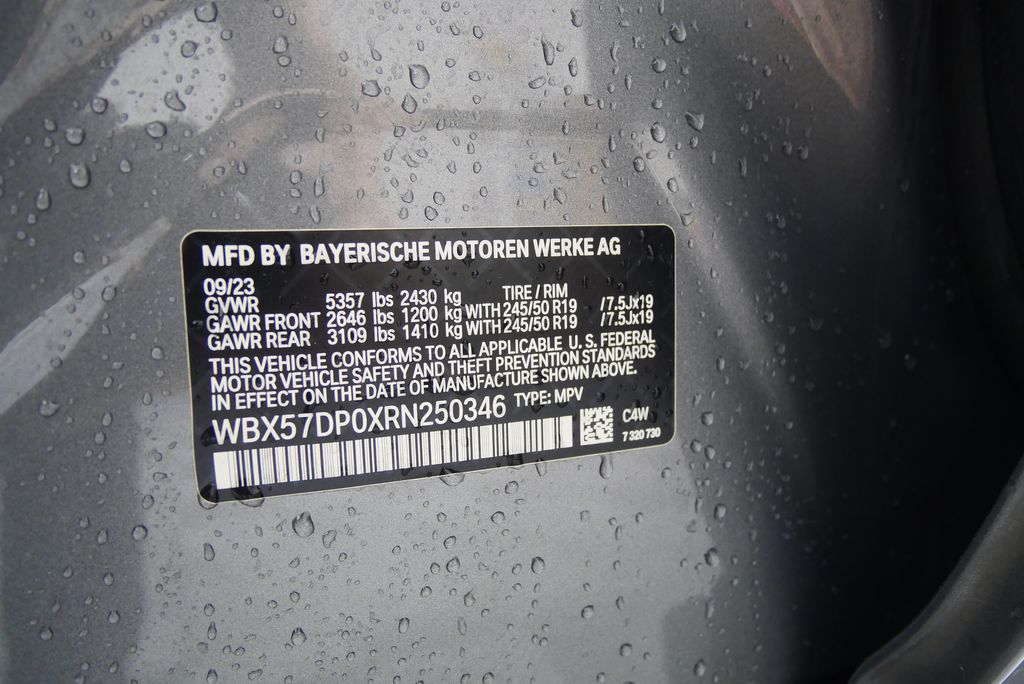 MFD BY BAYERISCHE MOTOREN WERKE AG
09/23 TIRE / RIM
GVWR 5357 lbs 2430 kg
GAWR FRONT 2646 lbs 1200 kg WITH 245/50 R19 /7.5Jx19
GAWR REAR 3109 lbs 1410 kg WITH 245/50 R19 /7.5Jx19
THIS VEHICLE CONFORMS TO ALL APPLICABLE U. S. FEDERAL
MOTOR VEHICLE SAFETY AND THEFT PREVENTION STANDARDS
IN EFFECT ON THE DATE OF MANUFACTURE SHOWN ABOVE.
WBX57DP0XRN250346 TYPE: MPV
C4W
7 320 730